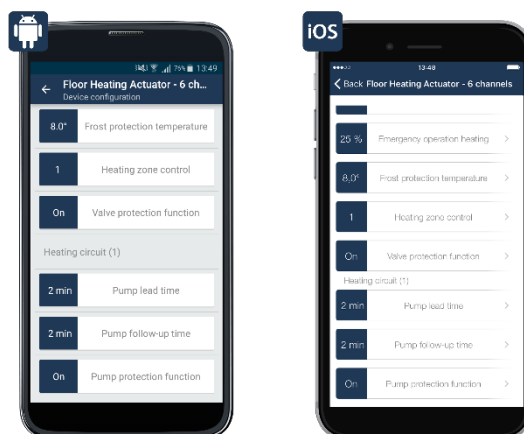 iOS
76% 13:49
Floor Heating Actuator - 6 ch...
Device configuration
8.0° Frost protection temperature
1 Heating zone control
On Valve protection function
Heating circuit (1)
2 min Pump lead time
2 min Pump follow-up time
On Pump protection function
13:48
Back Floor Heating Actuator - 6 channels
25 % Emergency operation heating
8,0° Frost protection temperature
1 Heating zone control
On Valve protection function
Heating circuit (1)
2 min Pump lead time
2 min Pump follow-up time
On Pump protection function